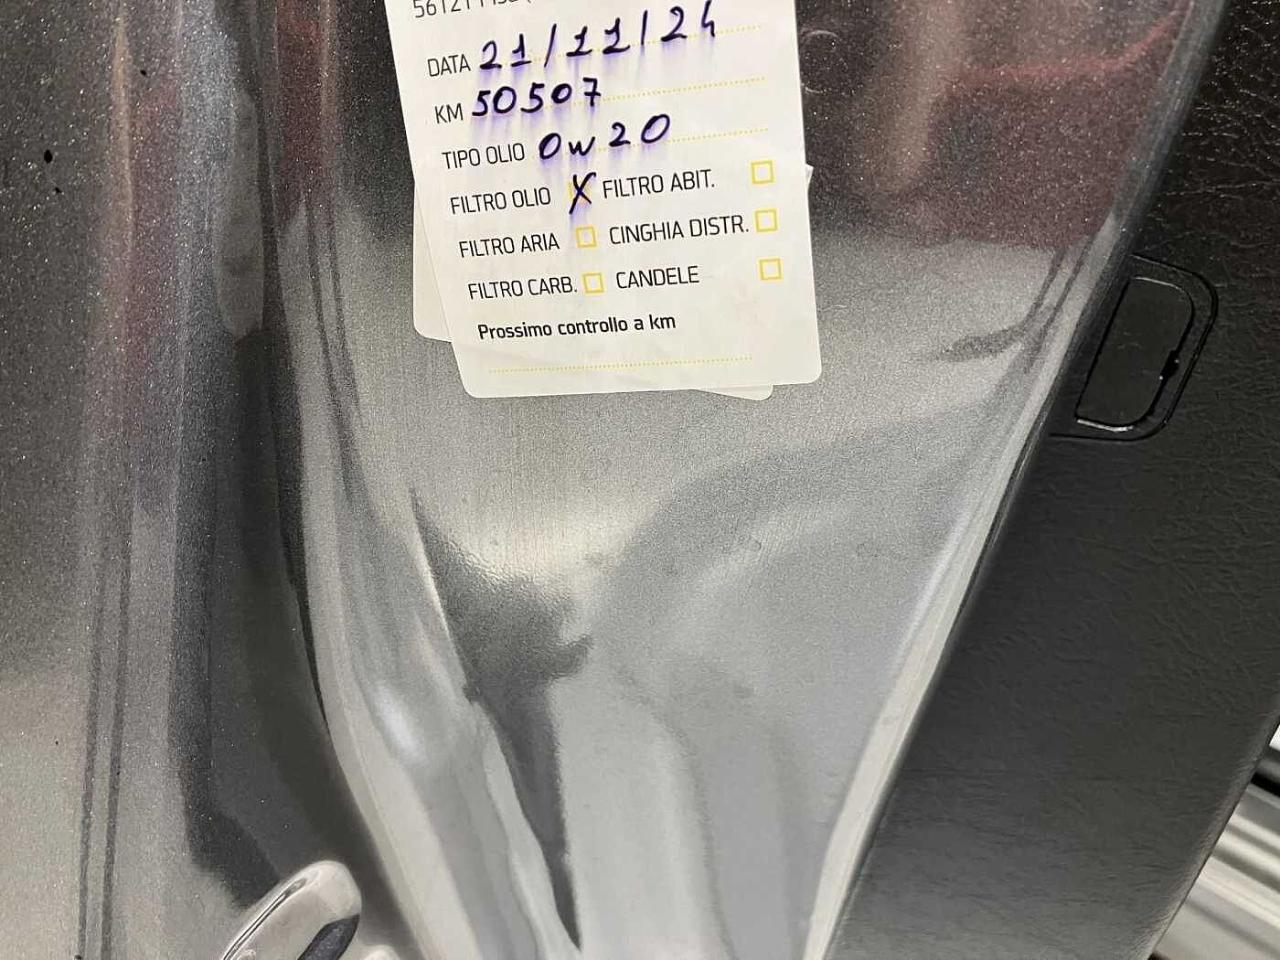 DATA 21/11/24
KM 50507
TIPO OLIO 0W20
FILTRO OLIO X FILTRO ABIT.
FILTRO ARIA CINGHIA DISTR.
FILTRO CARB. CANDELE
Prossimo controllo a km